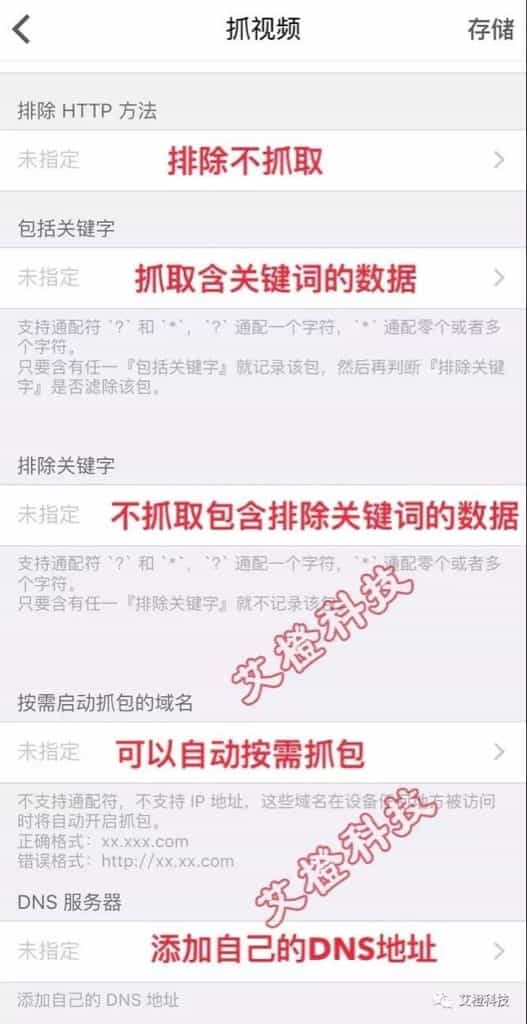 抓视频
存储
排除 HTTP 方法
未指定
排除不抓取
包括关键字
未指定
抓取含关键词的数据
支持通配符 `?` 和 `*`，`?` 通配一个字符，`*` 通配零个或者多
个字符。
只要含有任一『包括关键字』就记录该包，然后再判断『排除关键
字』是否滤除该包。
排除关键字
未指定
不抓取包含排除关键词的数据
支持通配符 `?` 和 `*`，`?` 通配一个字符，`*` 通配零个或者多
个字符。
只要含有任一『排除关键字』就不记录该包。
艾橙科技
按需启动抓包的域名
未指定
可以自动按需抓包
不支持通配符，不支持 IP 地址，这些域名在设备任何地方被访问
时将自动开启抓包。
正确格式：xx.xxx.com
错误格式：http://xx.xx.com
艾橙科技
DNS 服务器
未指定
添加自己的DNS地址
添加自己的 DNS 地址
艾橙科技